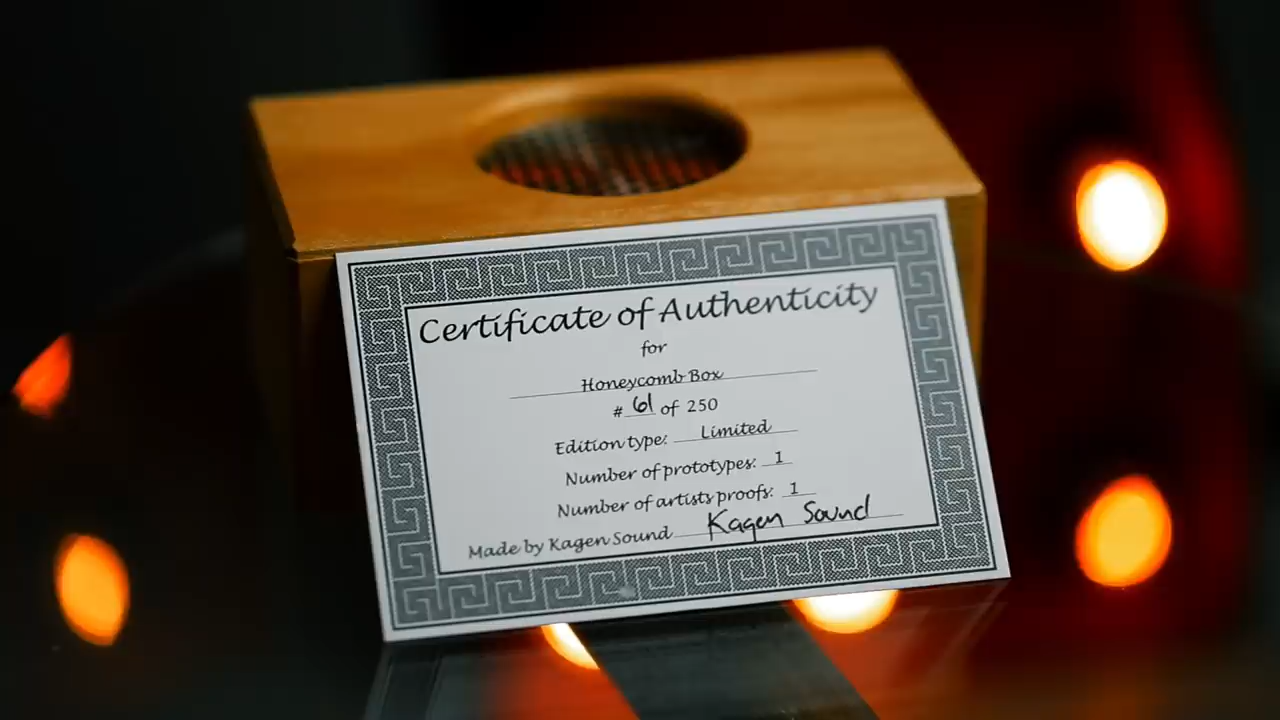 Certificate of Authenticity
for
Honeycomb Box
# 61 of 250
Edition type: Limited
Number of prototypes: 1
Number of artists proofs: 1
Made by Kagen Sound Kagen Sound